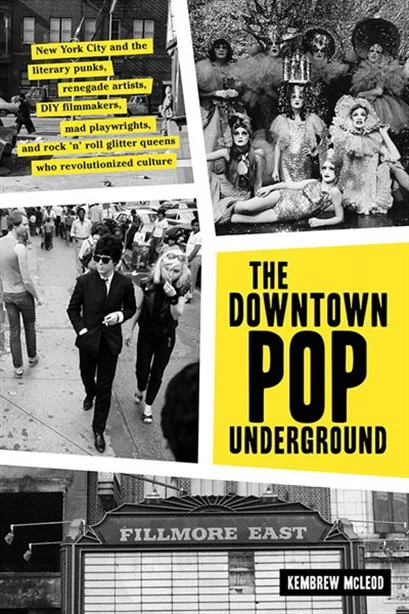 New York City and the
literary punks,
renegade artists,
DIY filmmakers,
mad playwrights,
and rock 'n' roll glitter queens
who revolutionized culture
THE
DOWNTOWN
POP
UNDERGROUND
FILLMORE EAST
KEMBREW MCLEOD